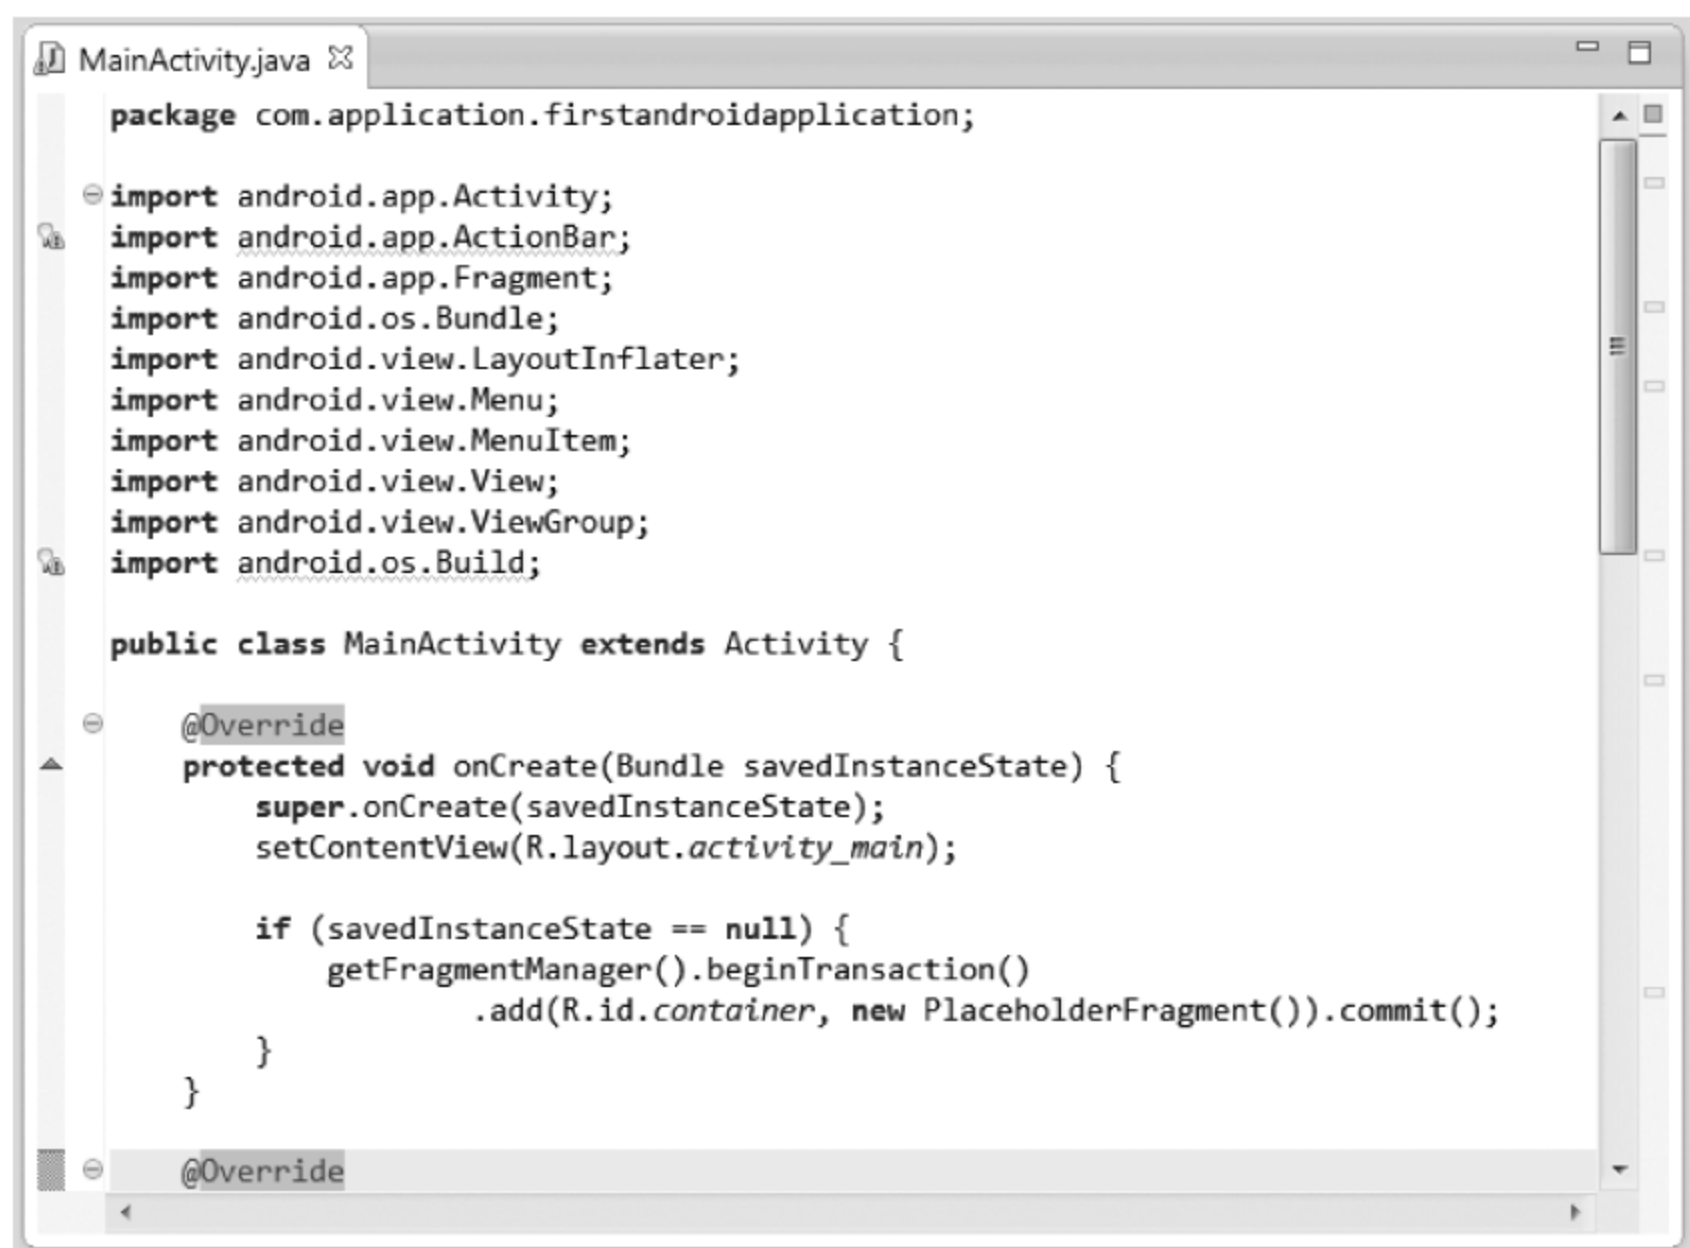 MainActivity.java
package com.application.firstandroidapplication;
import android.app.Activity;
import android.app.ActionBar;
import android.app.Fragment;
import android.os.Bundle;
import android.view.LayoutInflater;
import android.view.Menu;
import android.view.MenuItem;
import android.view.View;
import android.view.ViewGroup;
import android.os.Build;
public class MainActivity extends Activity {
@Override
protected void onCreate(Bundle savedInstanceState) {
super.onCreate(savedInstanceState);
setContentView(R.layout.activity_main);
if (savedInstanceState == null) {
getFragmentManager().beginTransaction()
.add(R.id.container, new PlaceholderFragment()).commit();
}
}
@Override